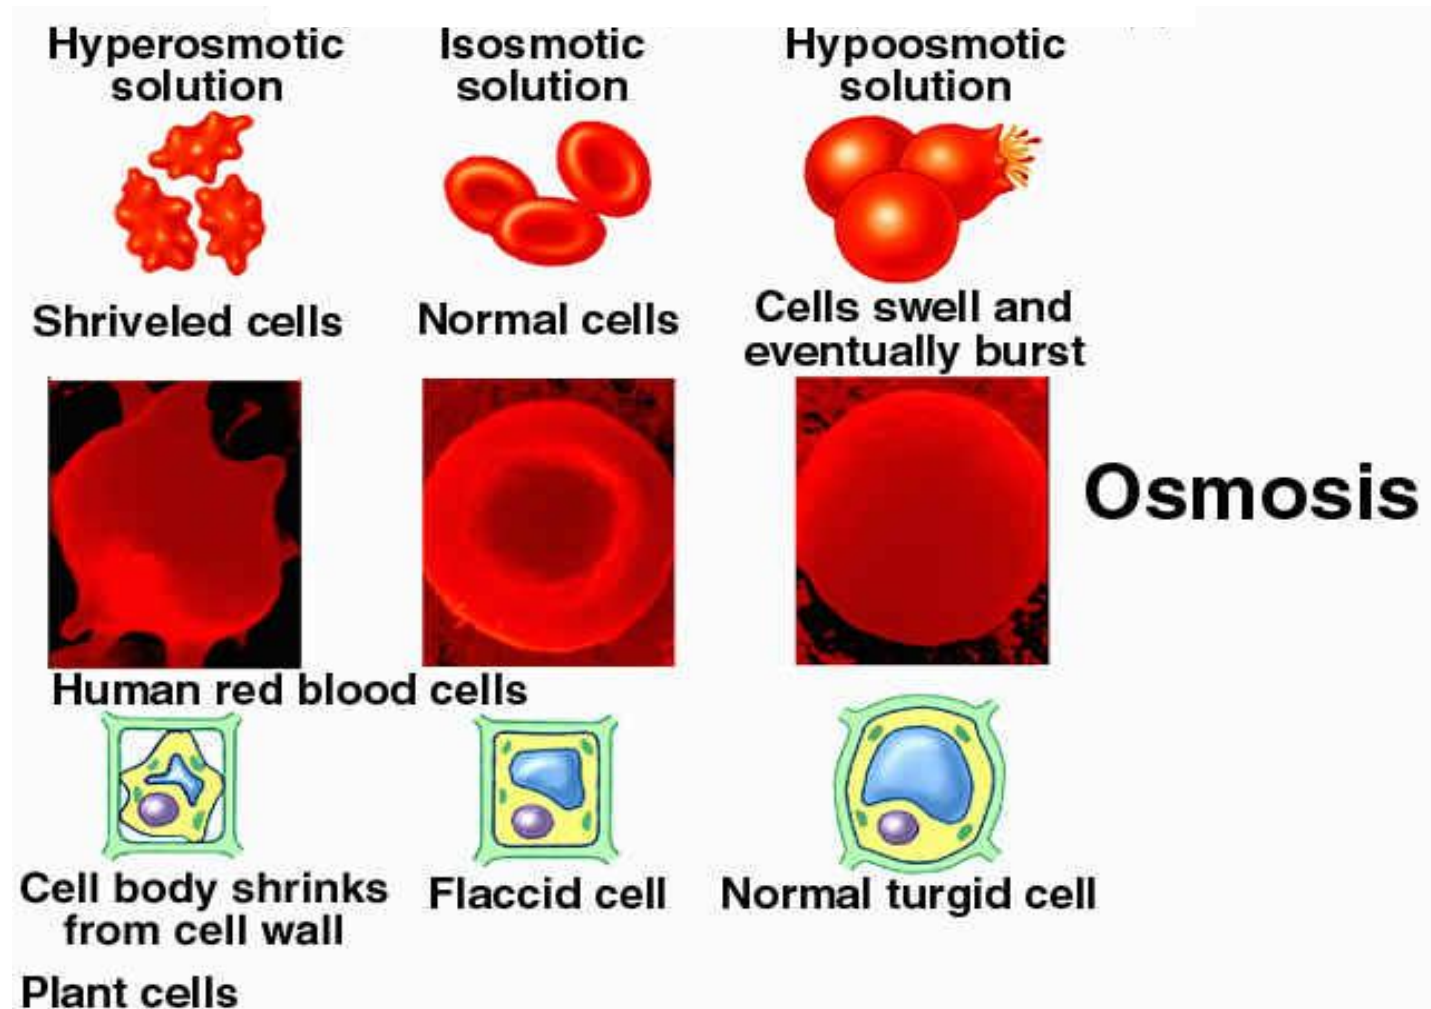 Hyperosmotic
solution
Isosmotic
solution
Hypoosmotic
solution
Shriveled cells
Normal cells
Cells swell and
eventually burst
Osmosis
Human red blood cells
Cell body shrinks
from cell wall
Flaccid cell
Normal turgid cell
Plant cells